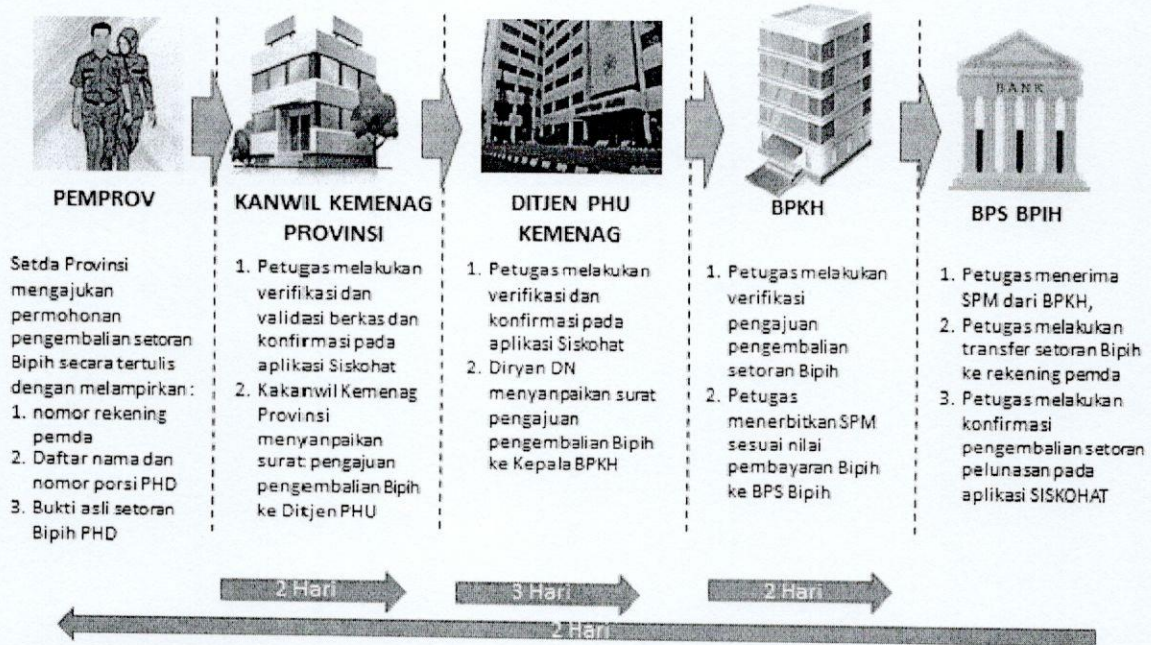 BANK
PEMPROV
Setda Provinsi
mengajukan
permohonan
pengembalian setoran
Bipih secara tertulis
dengan melampirkan :
1. nomor rekening
pemda
2. Daftar nama dan
nomor porsi PHD
3. Bukti asli setoran
Bipih PHD
KANWIL KEMENAG
PROVINSI
1. Petugas melakukan
verifikasi dan
validasi berkas dan
konfirmasi pada
aplikasi Siskohat
2. Kakanwil Kemenag
Provinsi
menyanpaikan
surat pengajuan
pengembalian Bipih
ke Ditjen PHU
DITJEN PHU
KEMENAG
1. Petugas melakukan
verifikasi dan
konfirmasi pada
aplikasi Siskohat
2. Diryan DN
menyanpaikan surat
pengajuan
pengembalian Bipih
ke Kepala BPKH
BPKH
1. Petugas melakukan
verifikasi
pengajuan
pengembalian
setoran Bipih
2. Petugas
menerbitkan SPM
sesuai nilai
pembayaran Bipih
ke BPS Bipih
BPS BPIH
1. Petugas menerima
SPM dari BPKH,
2. Petugas melakukan
transfer setoran Bipih
ke rekening pemda
3. Petugas melakukan
konfirmasi
pengembalian setoran
pelunasan pada
aplikasi SISKOHAT
2 Hari
3 Hari
2 Hari
2 Hari